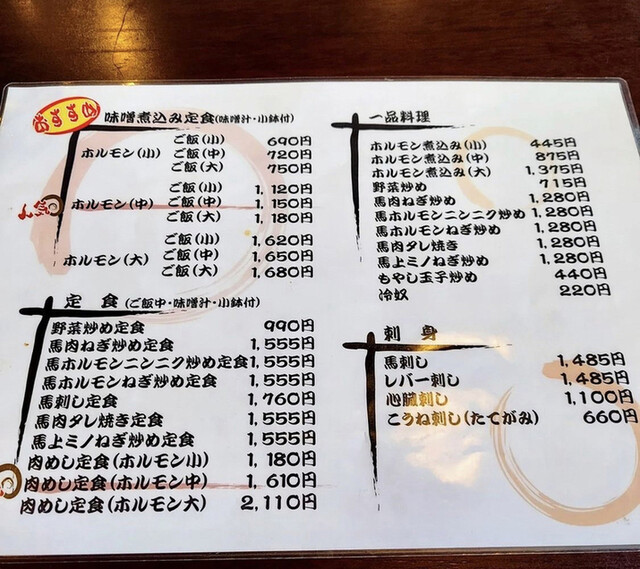 おすすめ
味噌煮込み定食(味噌汁・小鉢付)
ホルモン(小) ご飯(小) 690円
ご飯(中) 720円
ご飯(大) 750円
ホルモン(中) ご飯(小) 1,120円
ご飯(中) 1,150円
ご飯(大) 1,180円
ホルモン(大) ご飯(小) 1,620円
ご飯(中) 1,650円
ご飯(大) 1,680円
定食(ご飯中・味噌汁・小鉢付)
野菜炒め定食 990円
馬肉ねぎ炒め定食 1,555円
馬ホルモンニンニク炒め定食 1,555円
馬ホルモンねぎ炒め定食 1,555円
馬刺し定食 1,760円
馬肉タレ焼き定食 1,555円
馬上ミノねぎ炒め定食 1,555円
肉めし定食(ホルモン小) 1,180円
肉めし定食(ホルモン中) 1,610円
肉めし定食(ホルモン大) 2,110円
一品料理
ホルモン煮込み(小) 445円
ホルモン煮込み(中) 875円
ホルモン煮込み(大) 1,375円
野菜炒め 715円
馬肉ねぎ炒め 1,280円
馬ホルモンニンニク炒め 1,280円
馬ホルモンねぎ炒め 1,280円
馬肉タレ焼き 1,280円
馬上ミノねぎ炒め 1,280円
もやし玉子炒め 440円
冷奴 220円
刺身
馬刺し 1,485円
レバー刺し 1,485円
心臓刺し 1,100円
こうね刺し(たてがみ) 660円